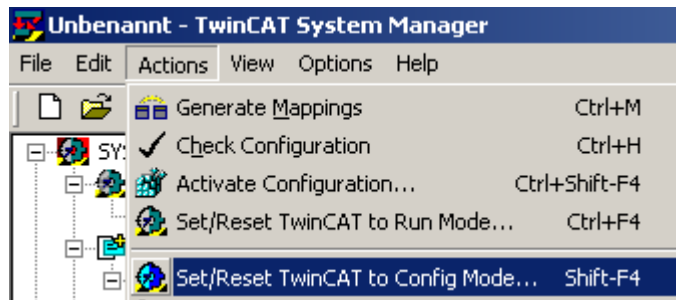 Unbenannt - TwinCAT System Manager
File Edit Actions View Options Help
Generate Mappings Ctrl+M
SY Check Configuration Ctrl+H
Activate Configuration... Ctrl+Shift-F4
Set/Reset TwinCAT to Run Mode... Ctrl+F4
Set/Reset TwinCAT to Config Mode... Shift-F4